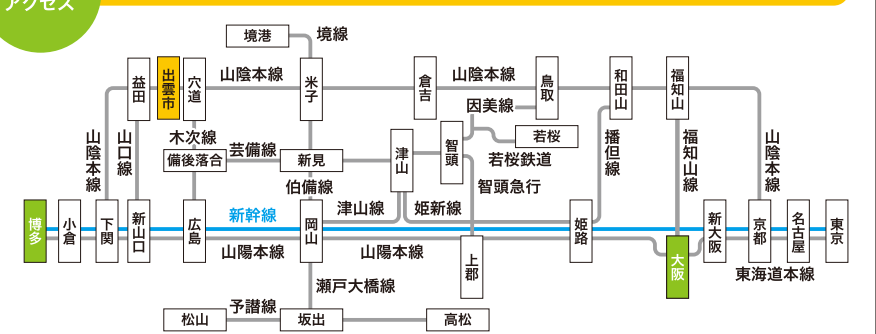 アクセス
境港
境線
益田
出雲市
宍道
山陰本線
米子
倉吉
山陰本線
鳥取
和田山
福知山
因美線
山陰本線
山口線
木次線
備後落合
芸備線
新見
津山
智頭
若桜
若桜鉄道
播但線
福知山線
山陰本線
伯備線
智頭急行
博多
小倉
下関
新山口
広島
新幹線
岡山
津山線
姫新線
姫路
新大阪
京都
名古屋
東京
山陽本線
山陽本線
上郡
大阪
東海道本線
瀬戸大橋線
松山
予讃線
坂出
高松